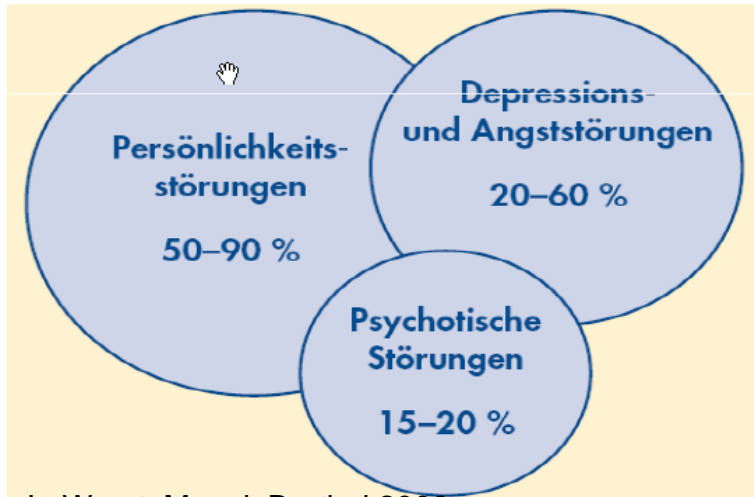 Persönlichkeits-
störungen
50–90 %
Depressions-
und Angststörungen
20–60 %
Psychotische
Störungen
15–20 %